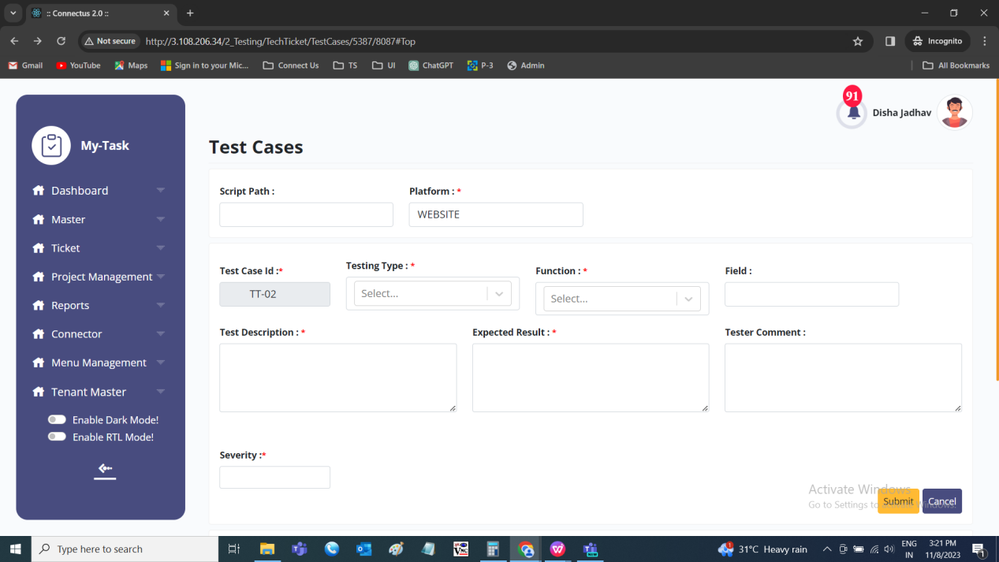 :: Connectus 2.0 ::
Not secure http://3.108.206.34/2_Testing/TechTicket/TestCases/5387/8087#Top Incognito
Gmail YouTube Maps Sign in to your Mic... Connect Us TS UI ChatGPT P-3 Admin All Bookmarks
91 Disha Jadhav
My-Task
Dashboard
Master
Ticket
Project Management
Reports
Connector
Menu Management
Tenant Master
Enable Dark Mode!
Enable RTL Mode!
Test Cases
Script Path : Platform : *
WEBSITE
Test Case Id :* Testing Type : * Function : * Field :
TT-02 Select... Select...
Test Description : * Expected Result : * Tester Comment :
Severity :*
Activate Windows
Go to Settings to Windows.
Submit Cancel
Type here to search 1 31°C Heavy rain ENG 3:21 PM
IN 11/8/2023 1